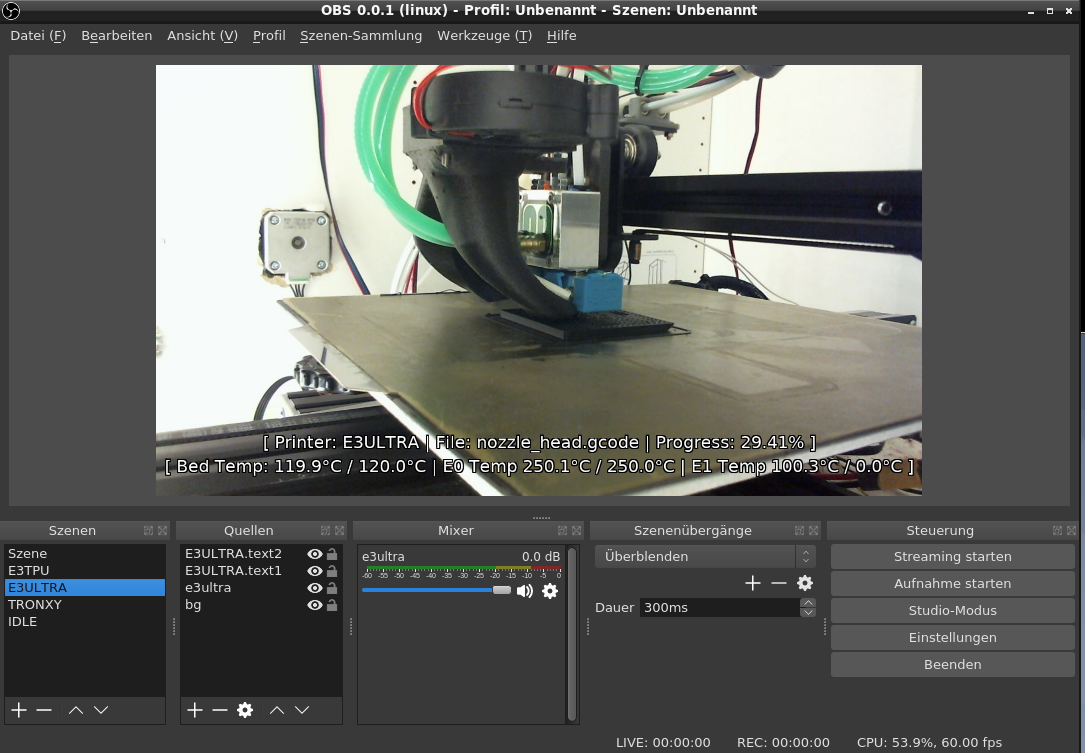 OBS 0.0.1 (linux) - Profil: Unbenannt - Szenen: Unbenannt
Datei (F) Bearbeiten Ansicht (V) Profil Szenen-Sammlung Werkzeuge (T) Hilfe
[ Printer: E3ULTRA | File: nozzle_head.gcode | Progress: 29.41% ]
[ Bed Temp: 119.9°C / 120.0°C | E0 Temp 250.1°C / 250.0°C | E1 Temp 100.3°C / 0.0°C ]
Szenen
Szene
E3TPU
E3ULTRA
TRONXY
IDLE
Quellen
E3ULTRA.text2
E3ULTRA.text1
e3ultra
bg
Mixer
e3ultra 0.0 dB
-60 -55 -50 -45 -40 -35 -30 -25 -20 -15 -10 -5 0
Szenenübergänge
Überblenden
Dauer 300ms
Steuerung
Streaming starten
Aufnahme starten
Studio-Modus
Einstellungen
Beenden
LIVE: 00:00:00 REC: 00:00:00 CPU: 53.9%, 60.00 fps